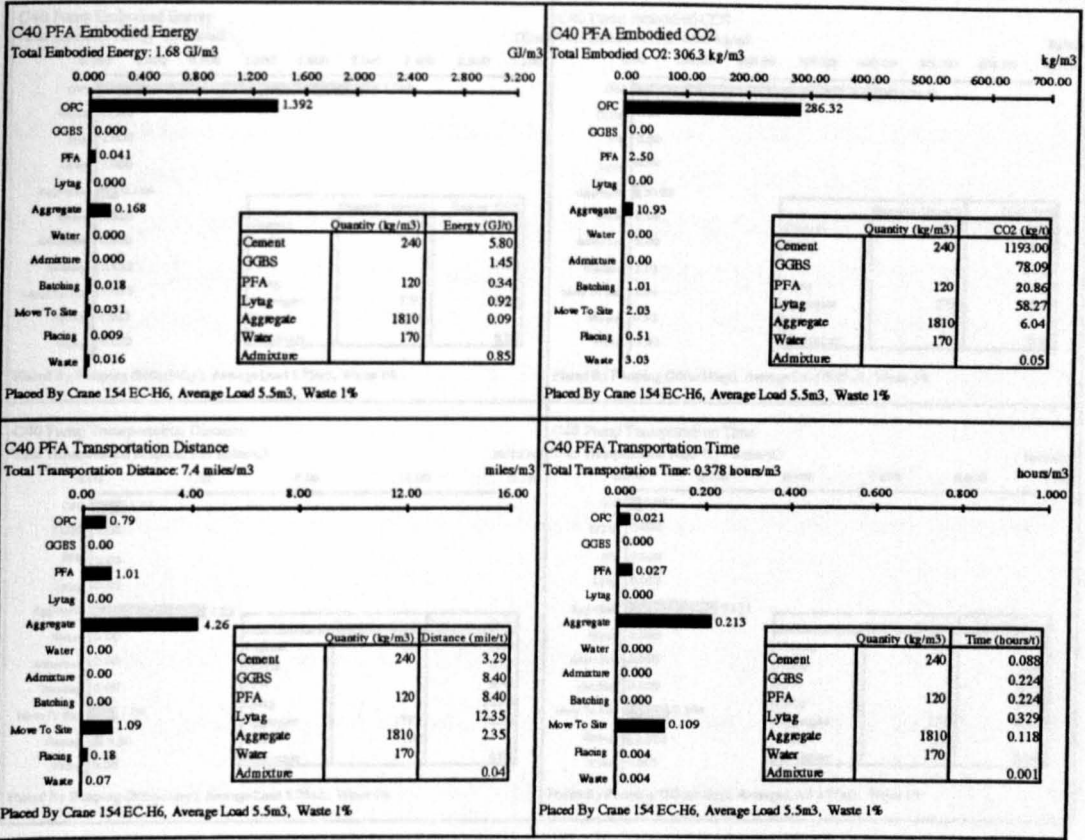 C40 PFA Embodied Energy
Total Embodied Energy: 1.68 GJ/m3
GJ/m3
0.000 0.400 0.800 1.200 1.600 2.000 2.400 2.800 3.200
OPC 1.392
GGBS 0.000
PFA 0.041
Lytag 0.000
Aggregate 0.168
Water 0.000
Admixture 0.000
Batching 0.018
Move To Site 0.031
Placing 0.009
Waste 0.016
Quantity (kg/m3) Energy (GJ/t)
Cement 240 5.80
GGBS 1.45
PFA 120 0.34
Lytag 0.92
Aggregate 1810 0.09
Water 170
Admixture 0.85
Placed By Crane 154 EC-H6, Average Load 5.5m3, Waste 1%
C40 PFA Embodied CO2
Total Embodied CO2: 306.3 kg/m3
kg/m3
0.00 100.00 200.00 300.00 400.00 500.00 600.00 700.00
OPC 286.32
GGBS 0.00
PFA 2.50
Lytag 0.00
Aggregate 10.93
Water 0.00
Admixture 0.00
Batching 1.01
Move To Site 2.03
Placing 0.51
Waste 3.03
Quantity (kg/m3) CO2 (kg/t)
Cement 240 1193.00
GGBS 78.09
PFA 120 20.86
Lytag 58.27
Aggregate 1810 6.04
Water 170
Admixture 0.05
Placed By Crane 154 EC-H6, Average Load 5.5m3, Waste 1%
C40 PFA Transportation Distance
Total Transportation Distance: 7.4 miles/m3
miles/m3
0.00 4.00 8.00 12.00 16.00
OPC 0.79
GGBS 0.00
PFA 1.01
Lytag 0.00
Aggregate 4.26
Water 0.00
Admixture 0.00
Batching 0.00
Move To Site 1.09
Placing 0.18
Waste 0.07
Quantity (kg/m3) Distance (mile/t)
Cement 240 3.29
GGBS 8.40
PFA 120 8.40
Lytag 12.35
Aggregate 1810 2.35
Water 170
Admixture 0.04
Placed By Crane 154 EC-H6, Average Load 5.5m3, Waste 1%
C40 PFA Transportation Time
Total Transportation Time: 0.378 hours/m3
hours/m3
0.000 0.200 0.400 0.600 0.800 1.000
OPC 0.021
GGBS 0.000
PFA 0.027
Lytag 0.000
Aggregate 0.213
Water 0.000
Admixture 0.000
Batching 0.000
Move To Site 0.109
Placing 0.004
Waste 0.004
Quantity (kg/m3) Time (hours/t)
Cement 240 0.088
GGBS 0.224
PFA 120 0.224
Lytag 0.329
Aggregate 1810 0.118
Water 170
Admixture 0.001
Placed By Crane 154 EC-H6, Average Load 5.5m3, Waste 1%